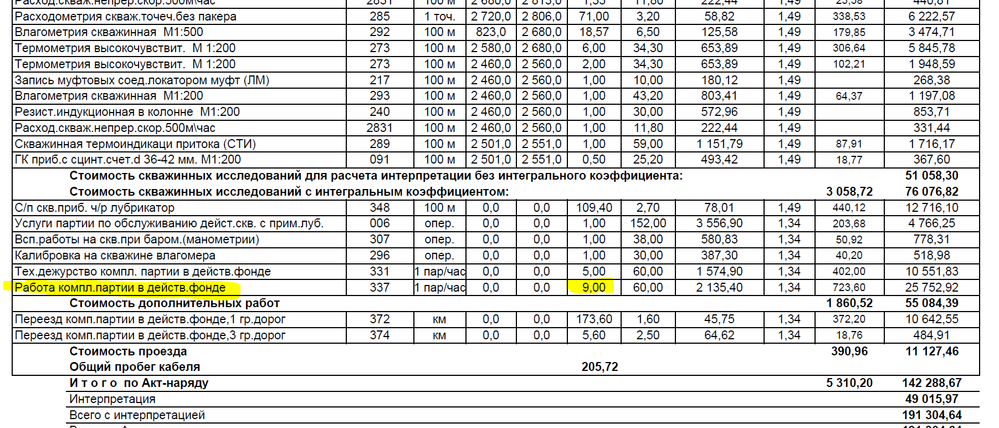 Расход.скваж.непрер.скор.500м\час 2831 100 м 2 680,0 2 813,0 1,33 11,80 222,44 1,49 23,38 440,81
Расходометрия скваж.точеч.без пакера 285 1 точ. 2 720,0 2 806,0 71,00 3,20 58,82 1,49 338,53 6 222,57
Влагометрия скважинная М1:500 292 100 м 823,0 2 680,0 18,57 6,50 125,58 1,49 179,85 3 474,71
Термометрия высокочувствит. М 1:200 273 100 м 2 580,0 2 680,0 6,00 34,30 653,89 1,49 306,64 5 845,78
Термометрия высокочувствит. М 1:200 273 100 м 2 460,0 2 560,0 2,00 34,30 653,89 1,49 102,21 1 948,59
Запись муфтовых соед.локатором муфт (ЛМ) 217 100 м 2 460,0 2 560,0 1,00 10,00 180,12 1,49 268,38
Влагометрия скважинная М1:200 293 100 м 2 460,0 2 560,0 1,00 43,20 803,41 1,49 64,37 1 197,08
Резист.индукционная в колонне М1:200 240 100 м 2 460,0 2 560,0 1,00 30,00 572,96 1,49 853,71
Расход.скваж.непрер.скор.500м\час 2831 100 м 2 460,0 2 560,0 1,00 11,80 222,44 1,49 331,44
Скважинная термоиндикаци притока (СТИ) 289 100 м 2 501,0 2 551,0 1,00 59,00 1 151,79 1,49 87,91 1 716,17
ГК приб.с сцинт.счет.d 36-42 мм. М1:200 091 100 м 2 501,0 2 551,0 0,50 25,20 493,42 1,49 18,77 367,60
Стоимость скважинных исследований для расчета интерпретации без интегрального коэффициента: 51 058,30
Стоимость скважинных исследований с интегральным коэффициентом: 3 058,72 76 076,82
С/п скв.приб. ч/р лубрикатор 348 100 м 0,0 0,0 109,40 2,70 78,01 1,49 440,12 12 716,10
Услуги партии по обслуживанию дейст.скв. с прим.луб. 006 опер. 0,0 0,0 1,00 152,00 3 556,90 1,34 203,68 4 766,25
Всп.работы на скв.при баром.(манометрии) 307 опер. 0,0 0,0 1,00 38,00 580,83 1,34 50,92 778,31
Калибровка на скважине влагомера 296 опер. 0,0 0,0 1,00 30,00 387,30 1,34 40,20 518,98
Тех.дежурство компл. партии в действ.фонде 331 1 пар/час 0,0 0,0 5,00 60,00 1 574,90 1,34 402,00 10 551,83
Работа компл.партии в действ.фонде 337 1 пар/час 0,0 0,0 9,00 60,00 2 135,40 1,34 723,60 25 752,92
Стоимость дополнительных работ 1 860,52 55 084,39
Переезд комп.партии в действ.фонде,1 гр.дорог 372 км 0,0 0,0 173,60 1,60 45,75 1,34 372,20 10 642,55
Переезд комп.партии в действ.фонде,3 гр.дорог 374 км 0,0 0,0 5,60 2,50 64,62 1,34 18,76 484,91
Стоимость проезда 390,96 11 127,46
Общий пробег кабеля 205,72
И т о г о по Акт-наряду 5 310,20 142 288,67
Интерпретация 49 015,97
Всего с интерпретацией 191 304,64